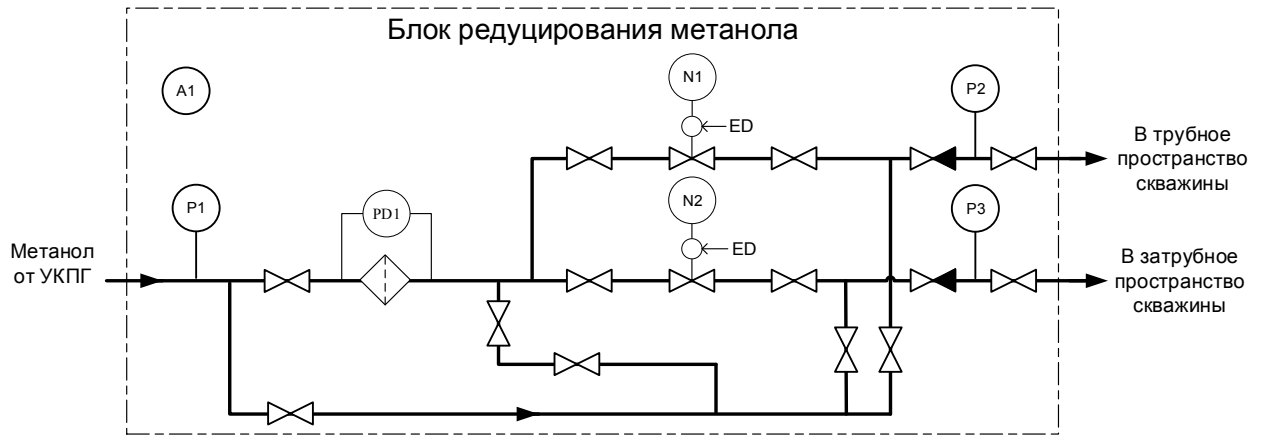 Блок редуцирования метанола
A1
N1
ED
P2
В трубное
пространство
скважины
P1
PD1
N2
ED
P3
Метанол
от УКПГ
В затрубное
пространство
скважины